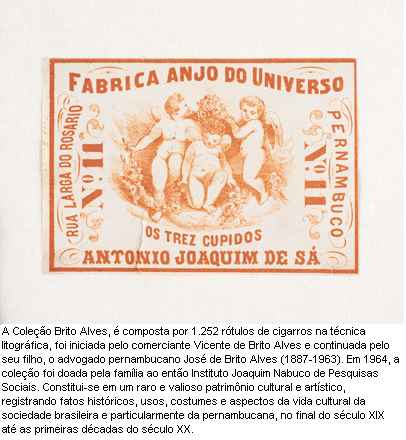 FABRICA ANJO DO UNIVERSO
RUA LARGA DO ROSARIO
Nº. 11
Nº. 11
PERNAMBUCO
OS TREZ CUPIDOS
ANTONIO JOAQUIM DE SÁ
A Coleção Brito Alves, é composta por 1.252 rótulos de cigarros na técnica
litográfica, foi iniciada pelo comerciante Vicente de Brito Alves e continuada pelo
seu filho, o advogado pernambucano José de Brito Alves (1887-1963). Em 1964, a
coleção foi doada pela família ao então Instituto Joaquim Nabuco de Pesquisas
Sociais. Constitui-se em um raro e valioso patrimônio cultural e artístico,
registrando fatos históricos, usos, costumes e aspectos da vida cultural da
sociedade brasileira e particularmente da pernambucana, no final do século XIX
até as primeiras décadas do século XX.